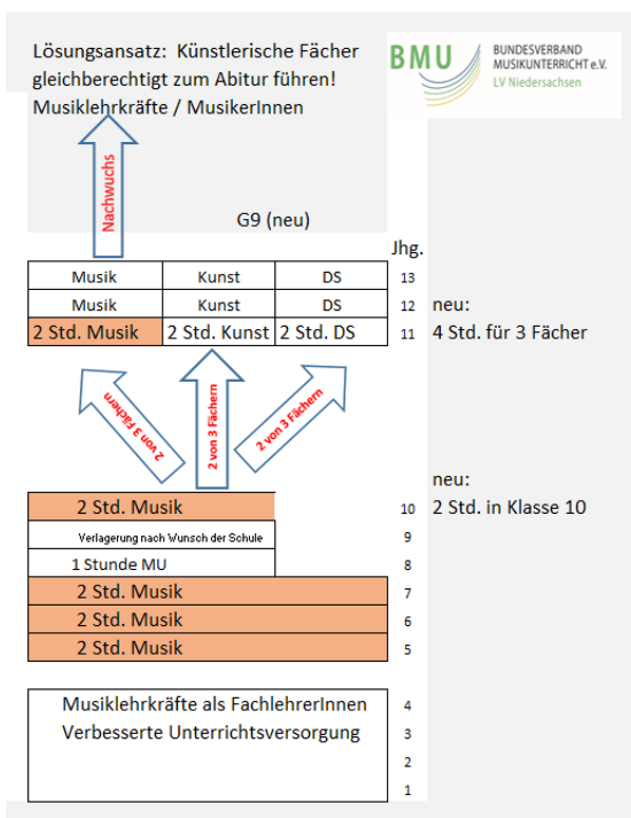 Lösungsansatz: Künstlerische Fächer
gleichberechtigt zum Abitur führen!
Musiklehrkräfte / MusikerInnen
BMU
BUNDESVERBAND
MUSIKUNTERRICHT e.V.
LV Niedersachsen
Nachwuchs
G9 (neu)
Jhg.
Musik Kunst DS 13
Musik Kunst DS 12 neu:
2 Std. Musik 2 Std. Kunst 2 Std. DS 11 4 Std. für 3 Fächer
2 von 3 Fächern
2 von 3 Fächern
2 von 3 Fächern
neu:
2 Std. Musik 10 2 Std. in Klasse 10
Verlagerung nach Wunsch der Schule 9
1 Stunde MU 8
2 Std. Musik 7
2 Std. Musik 6
2 Std. Musik 5
Musiklehrkräfte als FachlehrerInnen 4
Verbesserte Unterrichtsversorgung 3
2
1